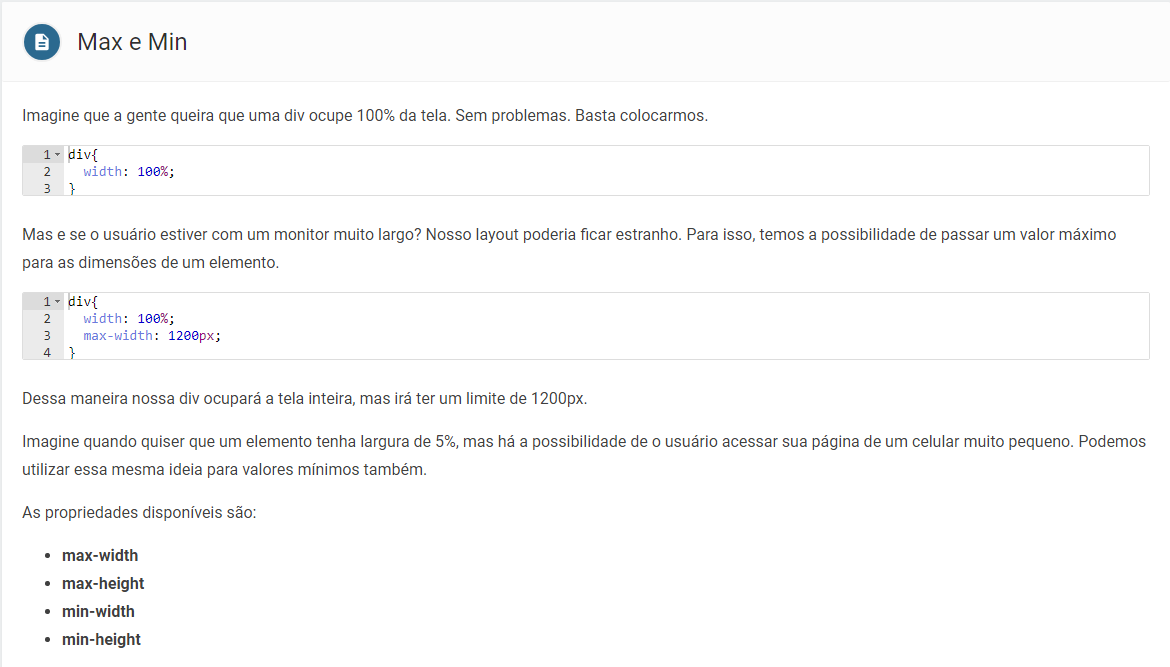 Max e Min
Imagine que a gente queira que uma div ocupe 100% da tela. Sem problemas. Basta colocarmos.
1 div{
2 width: 100%;
3 }
Mas e se o usuário estiver com um monitor muito largo? Nosso layout poderia ficar estranho. Para isso, temos a possibilidade de passar um valor máximo
para as dimensões de um elemento.
1 div{
2 width: 100%;
3 max-width: 1200px;
4 }
Dessa maneira nossa div ocupará a tela inteira, mas irá ter um limite de 1200px.
Imagine quando quiser que um elemento tenha largura de 5%, mas há a possibilidade de o usuário acessar sua página de um celular muito pequeno. Podemos
utilizar essa mesma ideia para valores mínimos também.
As propriedades disponíveis são:
• max-width
• max-height
• min-width
• min-height